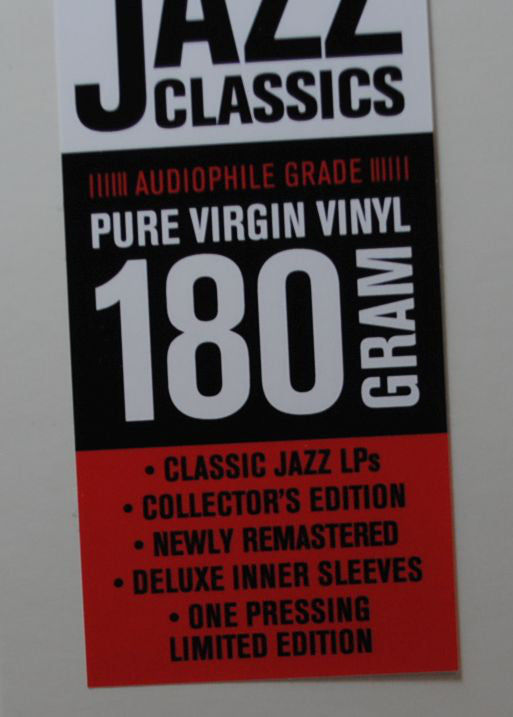 JAZZ
CLASSICS
AUDIOPHILE GRADE
PURE VIRGIN VINYL
180 GRAM
• CLASSIC JAZZ LPs
• COLLECTOR'S EDITION
• NEWLY REMASTERED
• DELUXE INNER SLEEVES
• ONE PRESSING
LIMITED EDITION